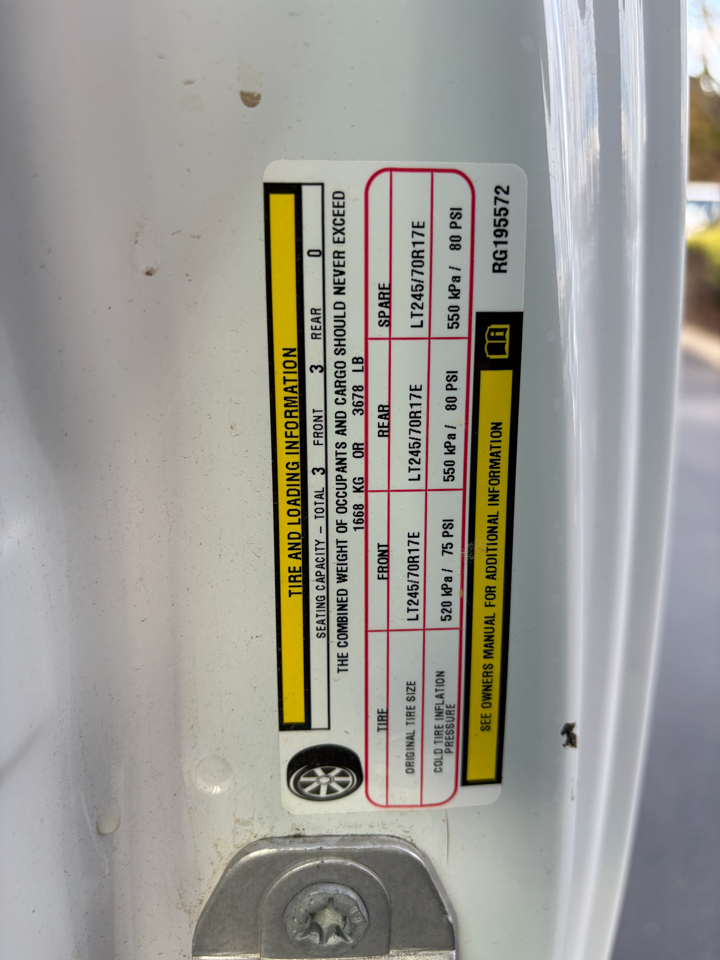 TIRE AND LOADING INFORMATION
SEATING CAPACITY – TOTAL 3 FRONT 3 REAR 0
THE COMBINED WEIGHT OF OCCUPANTS AND CARGO SHOULD NEVER EXCEED
1668 KG OR 3678 LB
TIRE FRONT REAR SPARE
ORIGINAL TIRE SIZE LT245/70R17E LT245/70R17E LT245/70R17E
COLD TIRE INFLATION PRESSURE 520 kPa / 75 PSI 550 kPa / 80 PSI 550 kPa / 80 PSI
SEE OWNERS MANUAL FOR ADDITIONAL INFORMATION
RG195572